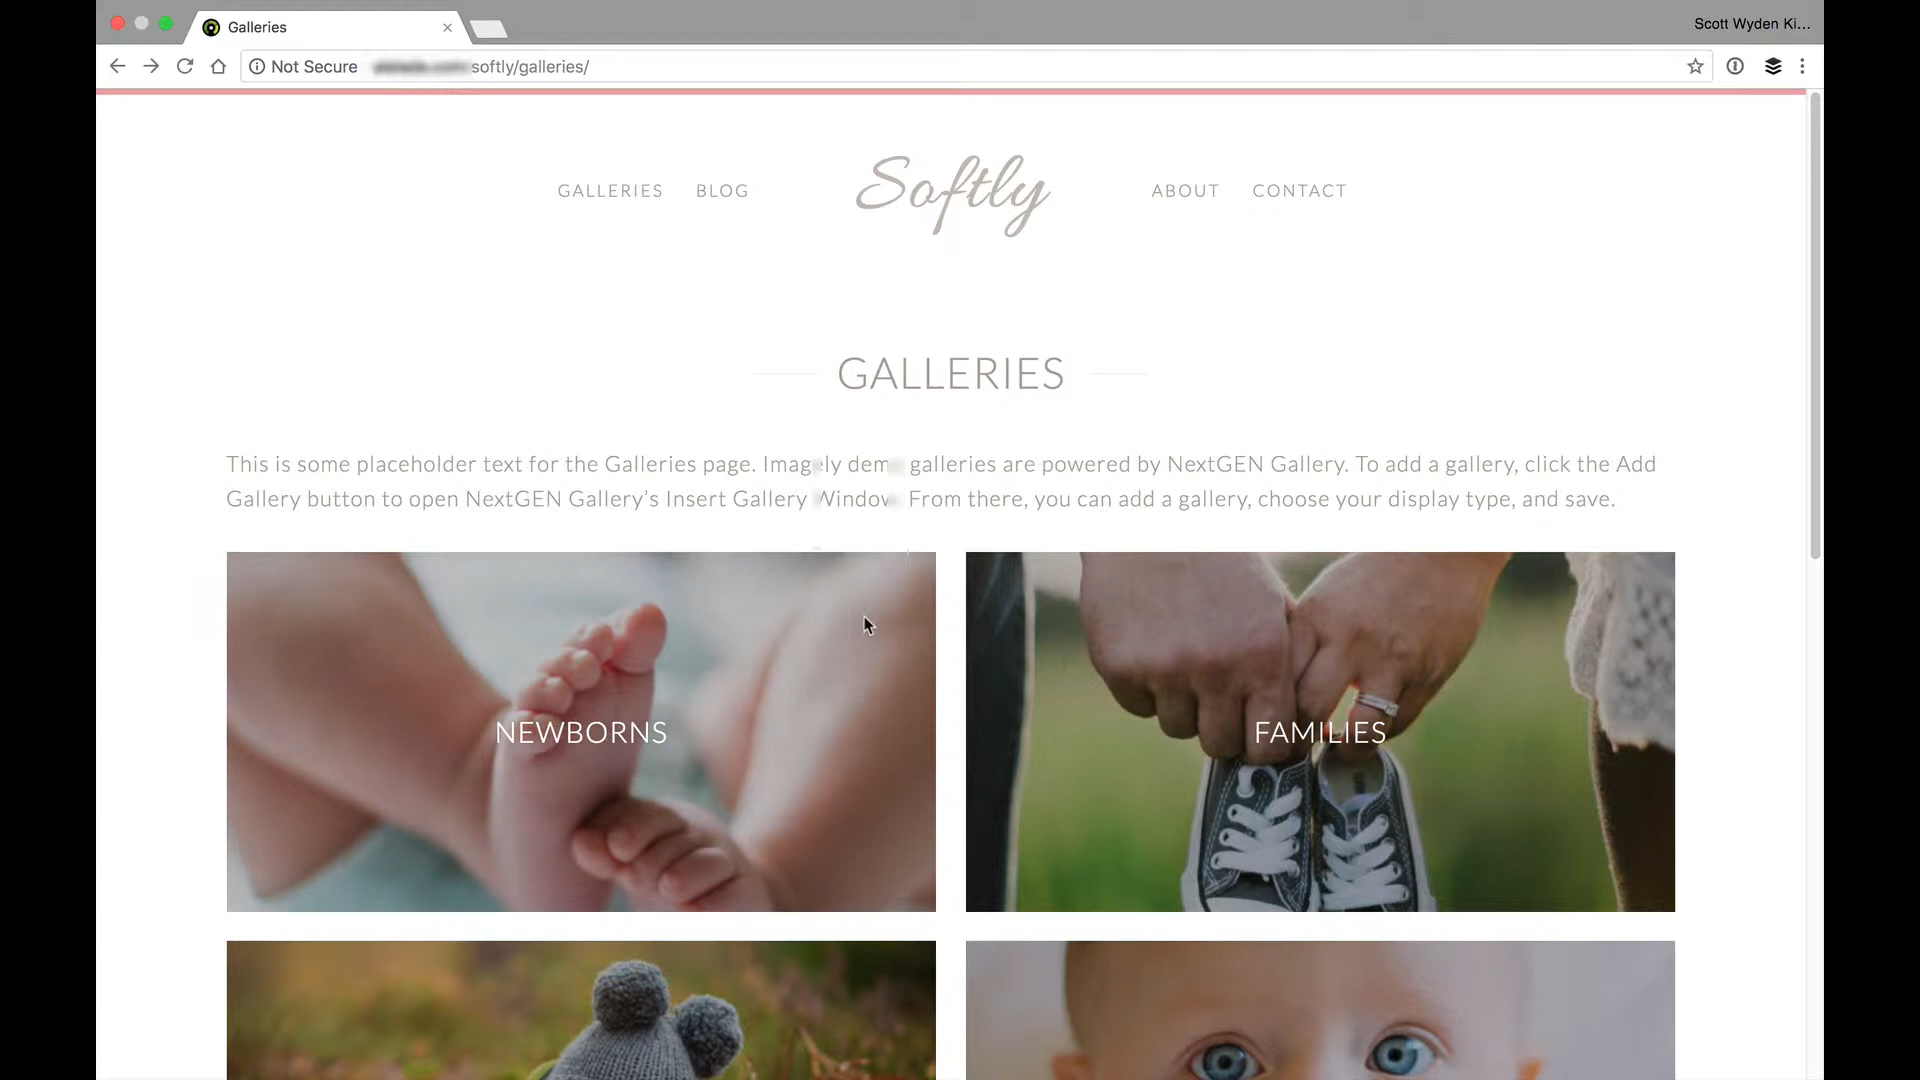 Galleries
Scott Wyden Ki...
Not Secure softly/galleries/
GALLERIES BLOG Softly ABOUT CONTACT
GALLERIES
This is some placeholder text for the Galleries page. Imagely demo galleries are powered by NextGEN Gallery. To add a gallery, click the Add
Gallery button to open NextGEN Gallery’s Insert Gallery Window. From there, you can add a gallery, choose your display type, and save.
NEWBORNS
FAMILIES